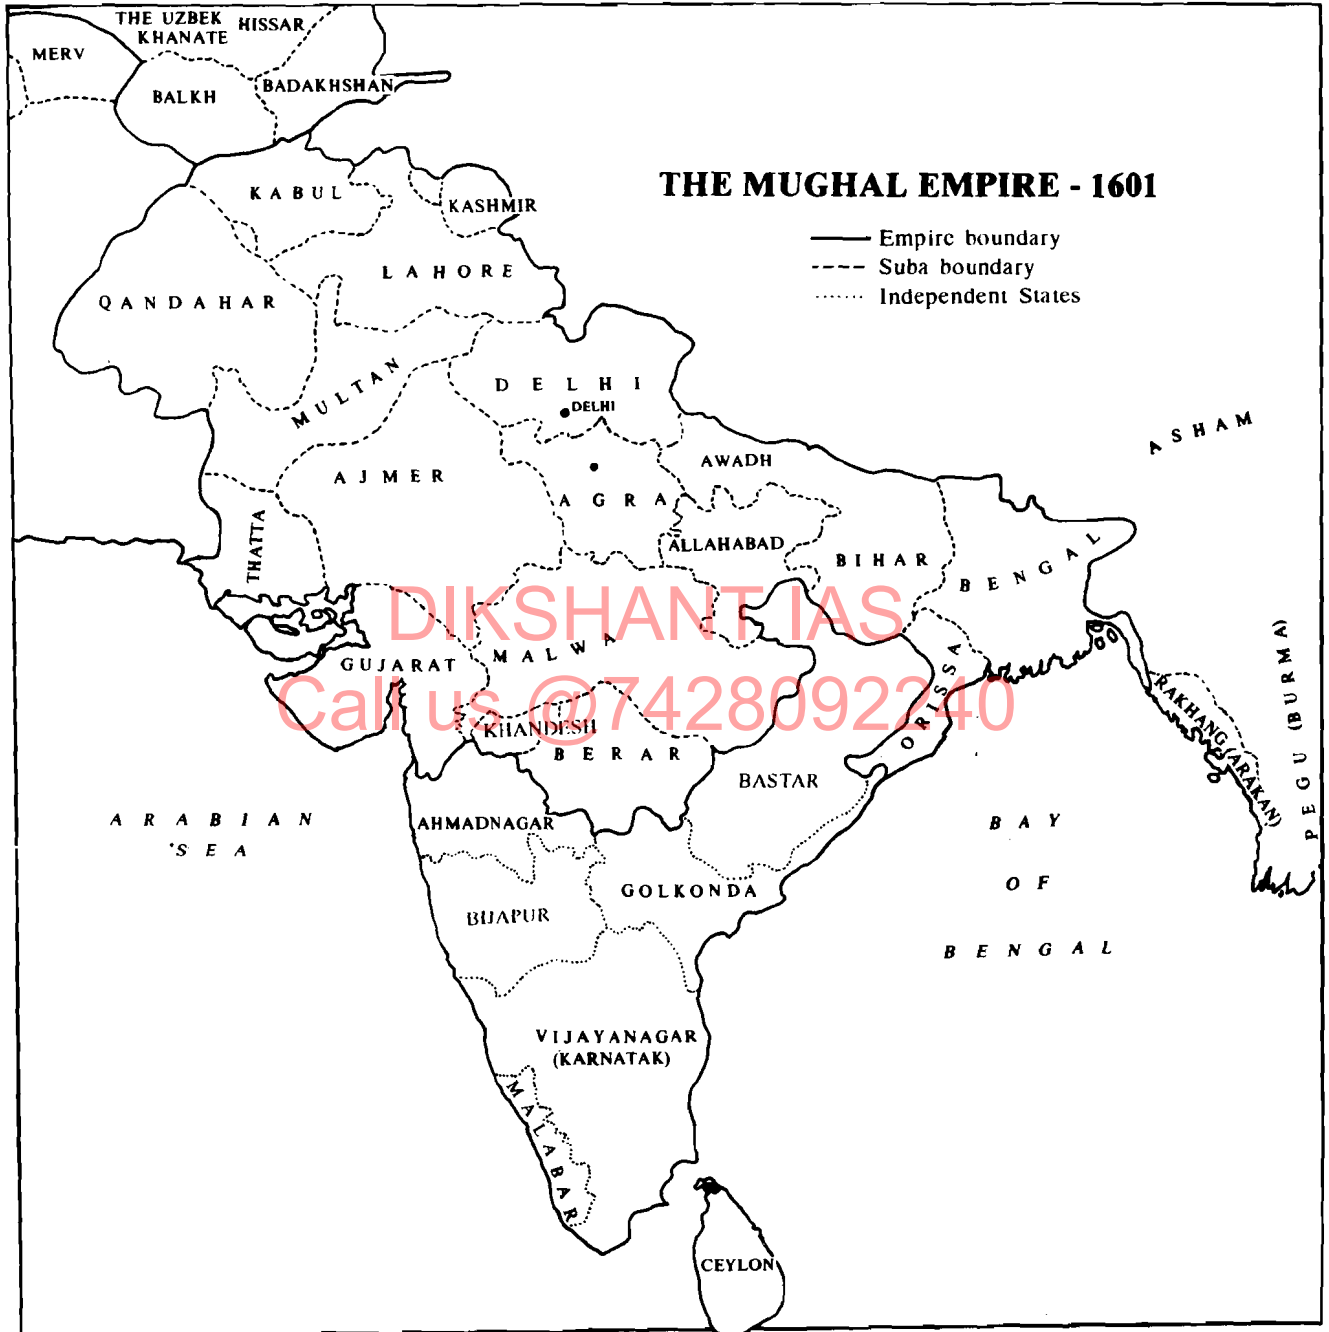 THE UZBEK
KHANATE
HISSAR
MERV
BALKH
BADAKHSHAN
THE MUGHAL EMPIRE - 1601
Empire boundary
Suba boundary
Independent States
KABUL
KASHMIR
LAHORE
QANDAHAR
MULTAN
DELHI
DELHI
ASHAM
AJMER
AWADH
AGRA
THATTA
ALLAHABAD
BIHAR
BENGAL
DIKSHANT IAS
GUJARAT
MALWA
ORISSA
Call us @7428092240
KHANDESH
BERAR
BASTAR
RAKHANG (ARAKAN)
PEGU (BURMA)
ARABIAN
SEA
AHMADNAGAR
BAY
OF
BENGAL
GOLKONDA
BIJAPUR
VIJAYANAGAR
(KARNATAK)
MALABAR
CEYLON